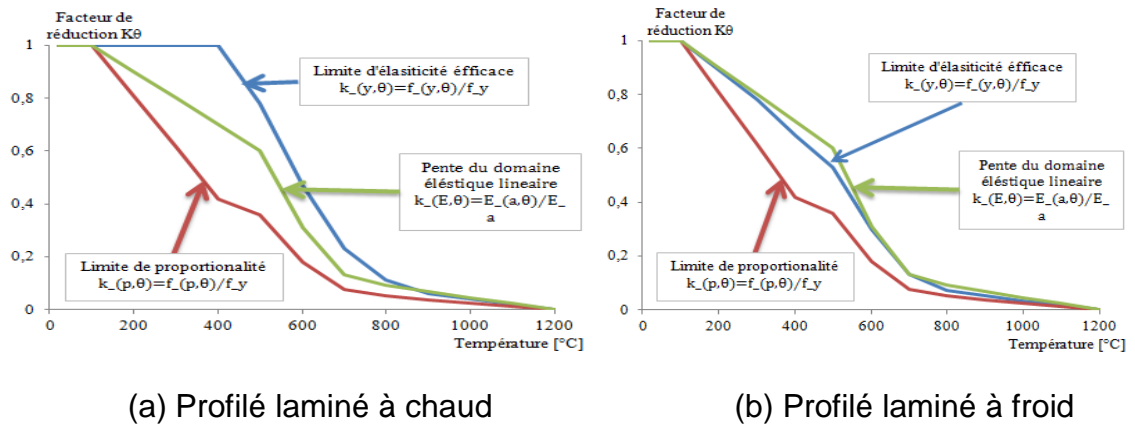 Facteur de
réduction Kθ
1
0,8
0,6
0,4
0,2
0
Limite d'élasiticité éfficace
k_(y,θ)=f_(y,θ)/f_y
Pente du domaine
éléstique lineaire
k_(E,θ)=E_(a,θ)/E_
a
Limite de proportionalité
k_(p,θ)=f_(p,θ)/f_y
0 200 400 600 800 1000 1200
Température [°C]
(a) Profilé laminé à chaud
Facteur de
réduction Kθ
1
0,8
0,6
0,4
0,2
0
Limite d'élasiticité éfficace
k_(y,θ)=f_(y,θ)/f_y
Pente du domaine
éléstique lineaire
k_(E,θ)=E_(a,θ)/E_
a
Limite de proportionalité
k_(p,θ)=f_(p,θ)/f_y
0 200 400 600 800 1000 1200
Température [°C]
(b) Profilé laminé à froid